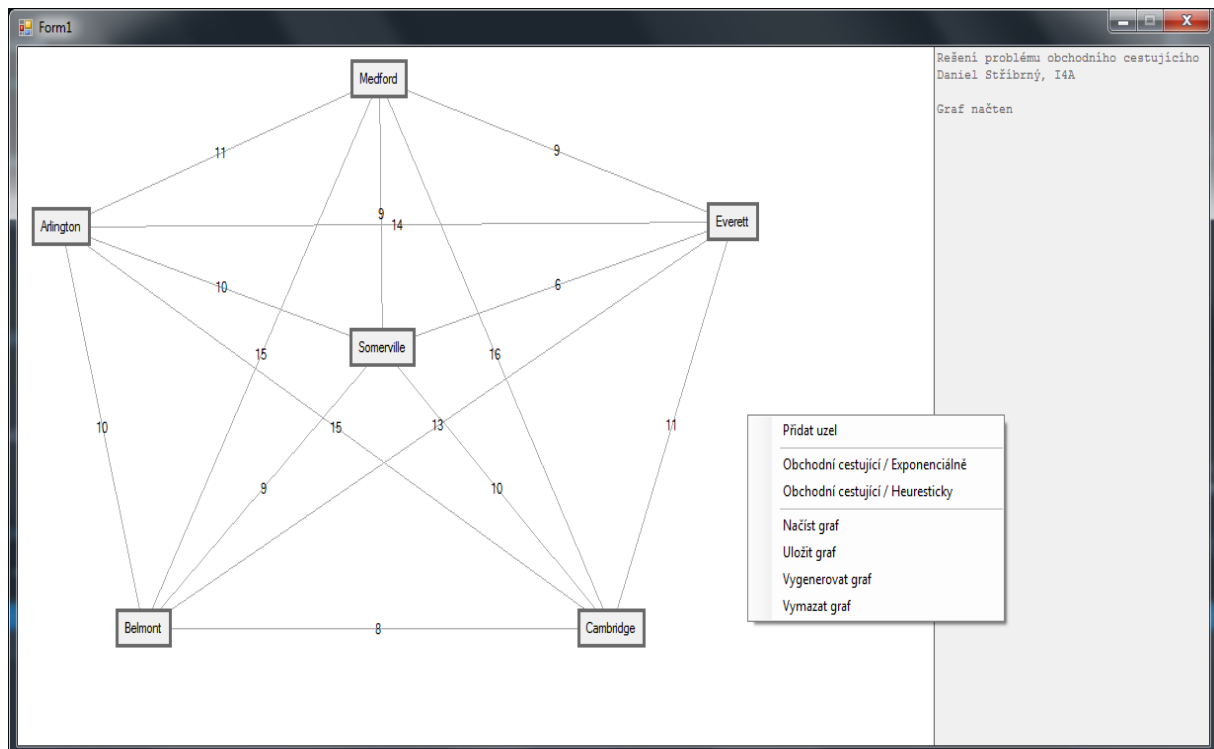 Form1
Řešení problému obchodního cestujícího
Daniel Stříbrný, I4A
Graf načten
Medford
11
9
Arlington
9
14
Everett
10
6
Somerville
15
16
10
15
13
11
9
10
Belmont
8
Cambridge
Přidat uzel
Obchodní cestující / Exponenciálně
Obchodní cestující / Heuresticky
Načíst graf
Uložit graf
Vygenerovat graf
Vymazat graf